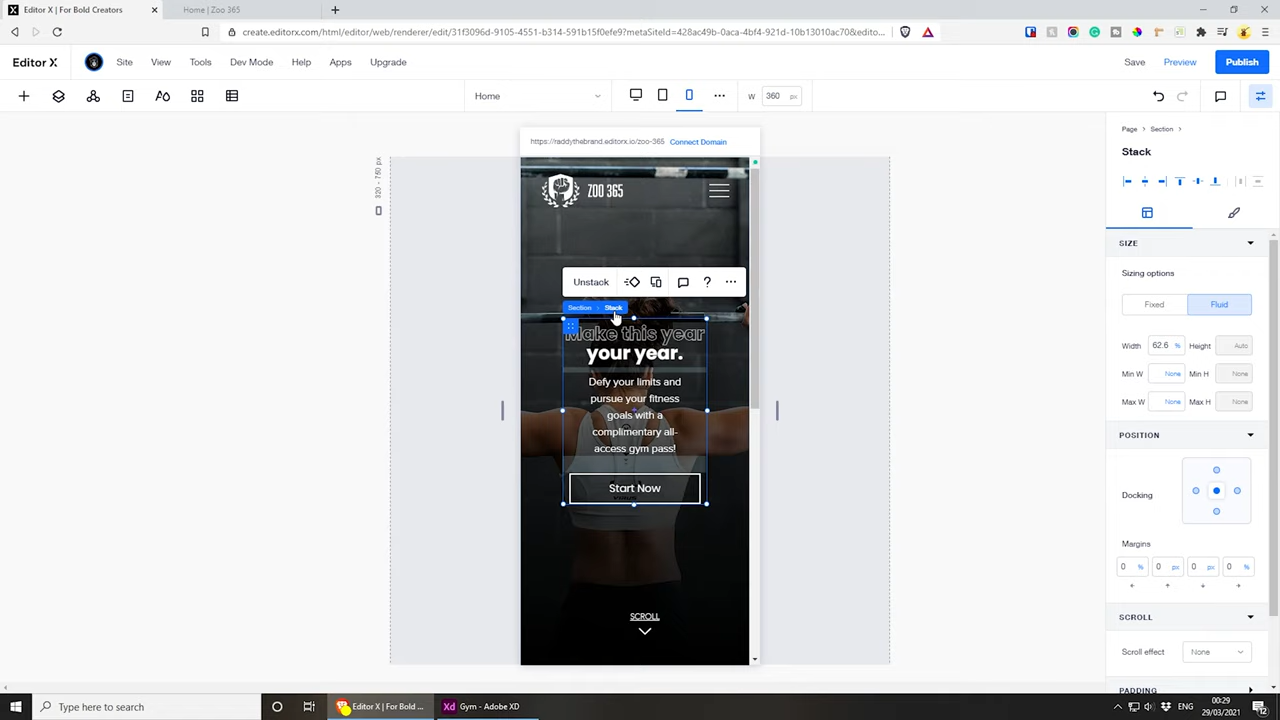 Editor X | For Bold Creators
Home | Zoo 365
create.editorx.com/html/editor/web/renderer/edit/31f3096d-9105-4551-b314-591b15f0efe9?metaSiteId=428ac49b-0aca-4bf4-921d-10b13010ac70&edito...
Editor X
Site
View
Tools
Dev Mode
Help
Apps
Upgrade
Save
Preview
Publish
Home
W
360
px
https://raddythebrand.editorx.io/zoo-365
Connect Domain
Page
Section
320 - 750 px
Stack
ZOO 365
SIZE
Sizing options
Unstack
Fixed
Fluid
Section
Stack
Make this year
your year.
Width
62.6
%
Height
Auto
Min W
None
Min H
None
Defy your limits and
pursue your fitness
goals with a
complimentary all-
access gym pass!
Max W
None
Max H
None
POSITION
Start Now
Docking
Margins
0
%
0
px
0
px
0
%
SCROLL
SCROLL
Scroll effect
None
PADDING
Type here to search
Editor X | For Bold ...
Gym - Adobe XD
ENG
00:29
29/03/2021
12